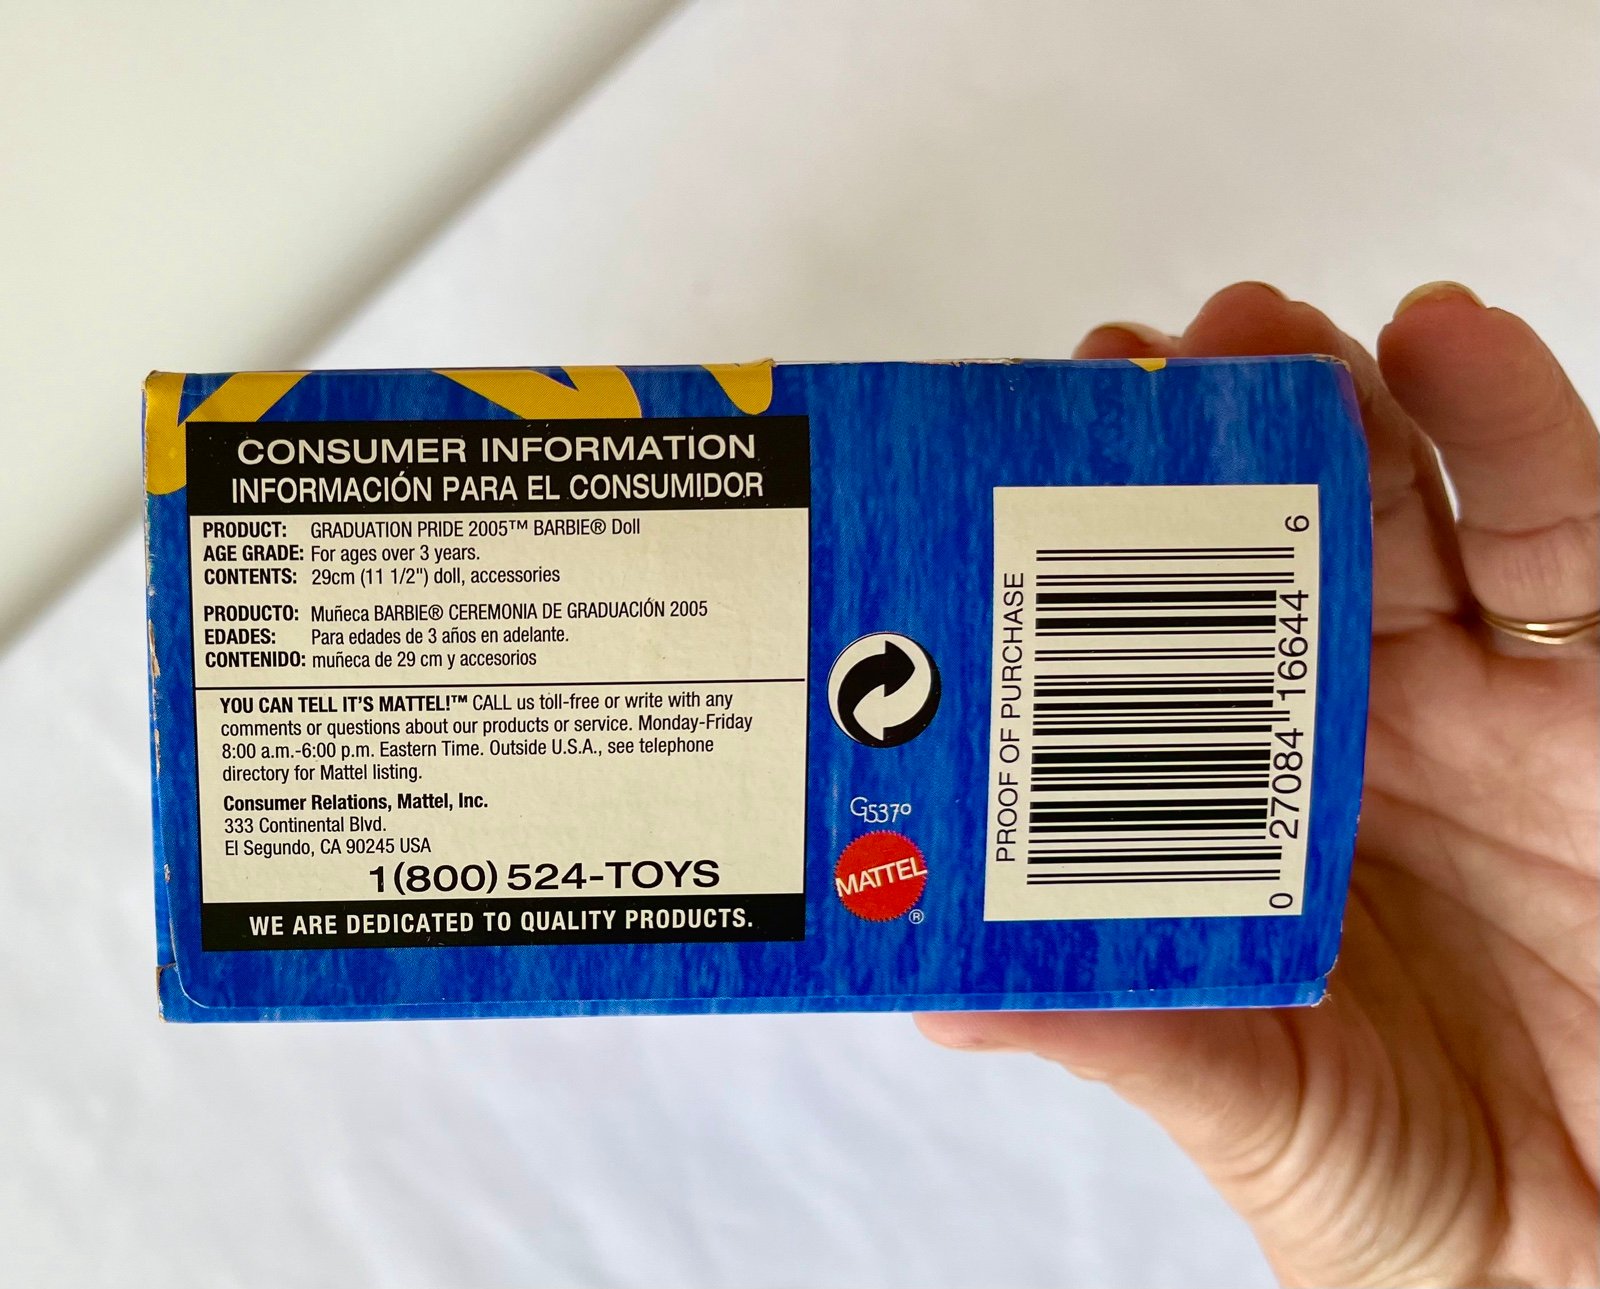 CONSUMER INFORMATION
INFORMACIÓN PARA EL CONSUMIDOR
PRODUCT: GRADUATION PRIDE 2005™ BARBIE® Doll
AGE GRADE: For ages over 3 years.
CONTENTS: 29cm (11 1/2") doll, accessories
PRODUCTO: Muñeca BARBIE® CEREMONIA DE GRADUACIÓN 2005
EDADES: Para edades de 3 años en adelante.
CONTENIDO: muñeca de 29 cm y accesorios
YOU CAN TELL IT'S MATTEL!™ CALL us toll-free or write with any
comments or questions about our products or service. Monday-Friday
8:00 a.m.-6:00 p.m. Eastern Time. Outside U.S.A., see telephone
directory for Mattel listing.
Consumer Relations, Mattel, Inc.
333 Continental Blvd.
El Segundo, CA 90245 USA
1(800) 524-TOYS
WE ARE DEDICATED TO QUALITY PRODUCTS.
G5370
MATTEL®
PROOF OF PURCHASE
0 27084 16644 6